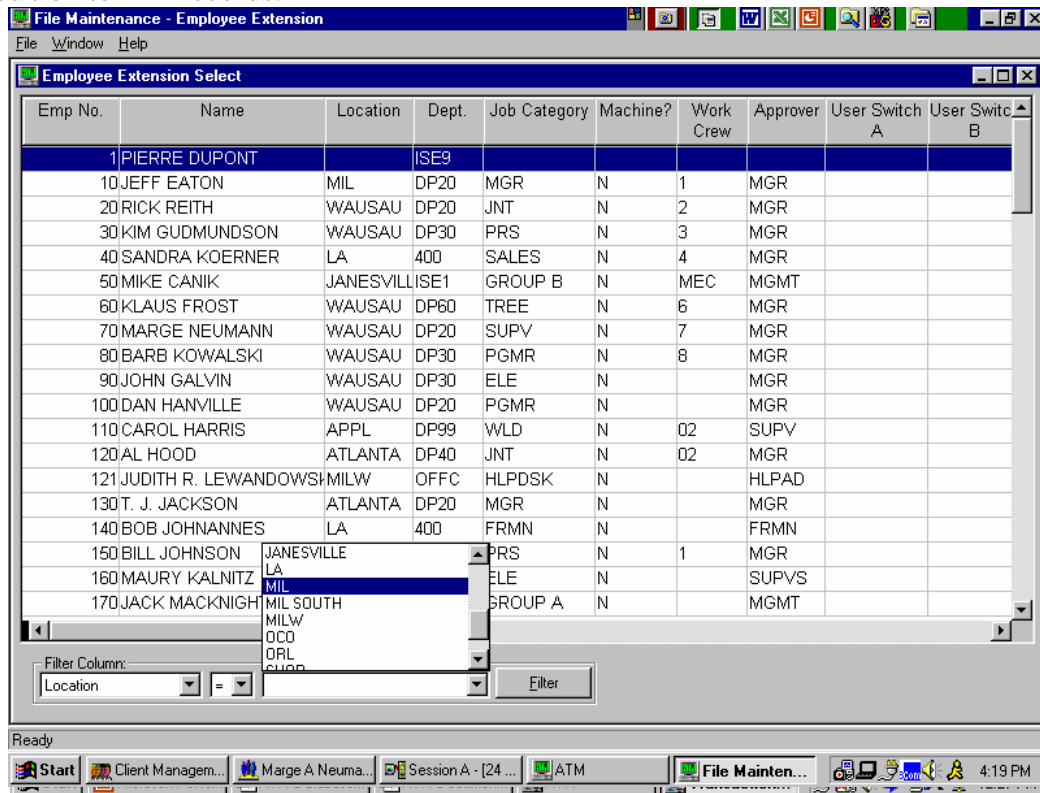 File Maintenance - Employee Extension
File Window Help
Employee Extension Select
Emp No. Name Location Dept. Job Category Machine? Work Crew Approver User Switch A User Switc B
1 PIERRE DUPONT ISE9
10 JEFF EATON MIL DP20 MGR N 1 MGR
20 RICK REITH WAUSAU DP20 JNT N 2 MGR
30 KIM GUDMUNDSON WAUSAU DP30 PRS N 3 MGR
40 SANDRA KOERNER LA 400 SALES N 4 MGR
50 MIKE CANIK JANESVILL ISE1 GROUP B N MEC MGMT
60 KLAUS FROST WAUSAU DP60 TREE N 6 MGR
70 MARGE NEUMANN WAUSAU DP20 SUPV N 7 MGR
80 BARB KOWALSKI WAUSAU DP30 PGMR N 8 MGR
90 JOHN GALVIN WAUSAU DP30 ELE N MGR
100 DAN HANVILLE WAUSAU DP20 PGMR N MGR
110 CAROL HARRIS APPL DP99 WLD N 02 SUPV
120 AL HOOD ATLANTA DP40 JNT N 02 MGR
121 JUDITH R. LEWANDOWSK MILW OFFC HLPDSK N HLPAD
130 T. J. JACKSON ATLANTA DP20 MGR N MGR
140 BOB JOHNANNES LA 400 FRMN N FRMN
150 BILL JOHNSON PRS N 1 MGR
160 MAURY KALNITZ ELE N SUPVS
170 JACK MACKNIGHT GROUP A N MGMT
JANESVILLE
LA
MIL
MIL SOUTH
MILW
OCO
ORL
SHOP
Filter Column:
Location = Filter
Ready
Start Client Managem... Marge A Neuma... Session A - [24 ... ATM File Mainten... 4:19 PM